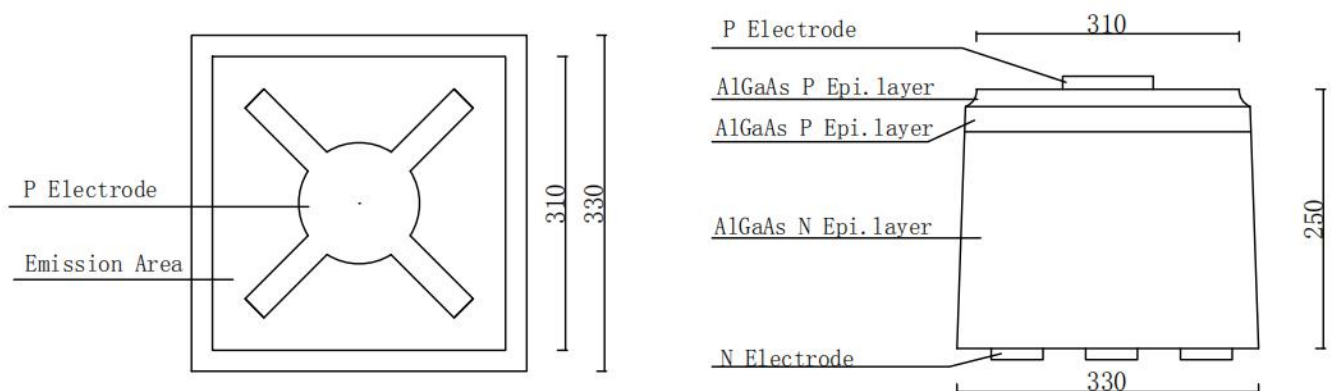 P Electrode
Emission Area
310
330
310
P Electrode
AlGaAs P Epi.layer
AlGaAs P Epi.layer
AlGaAs N Epi.layer
250
N Electrode
330